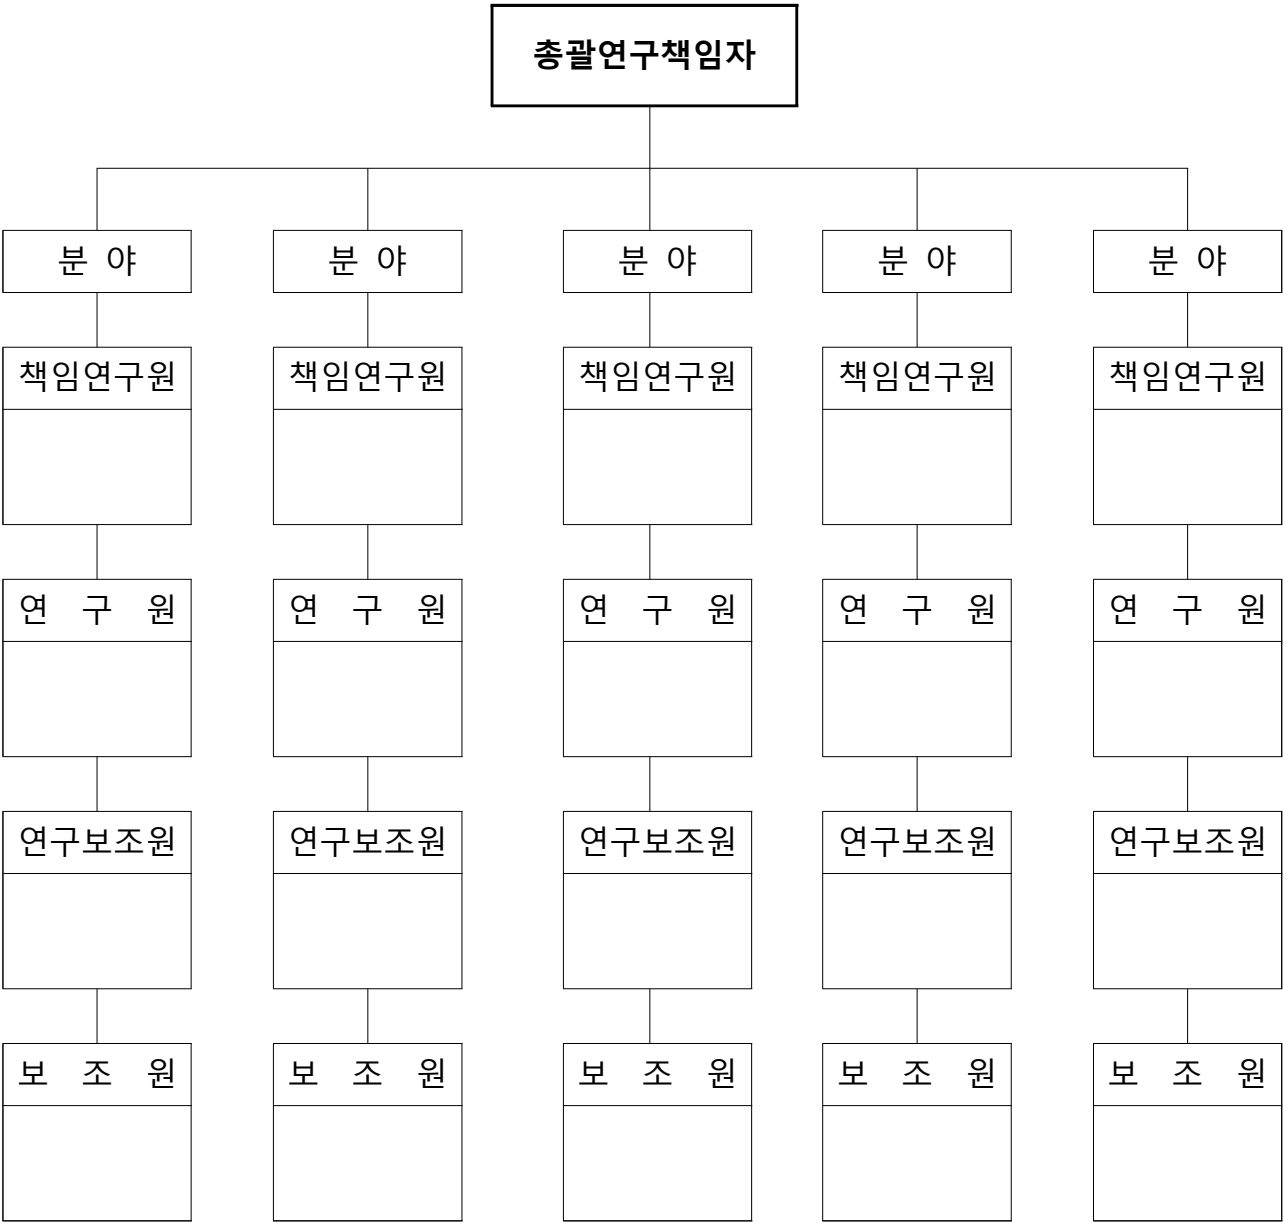 총괄연구책임자
분 야 분 야 분 야 분 야 분 야
책임연구원 책임연구원 책임연구원 책임연구원 책임연구원
연 구 원 연 구 원 연 구 원 연 구 원 연 구 원
연구보조원 연구보조원 연구보조원 연구보조원 연구보조원
보 조 원 보 조 원 보 조 원 보 조 원 보 조 원